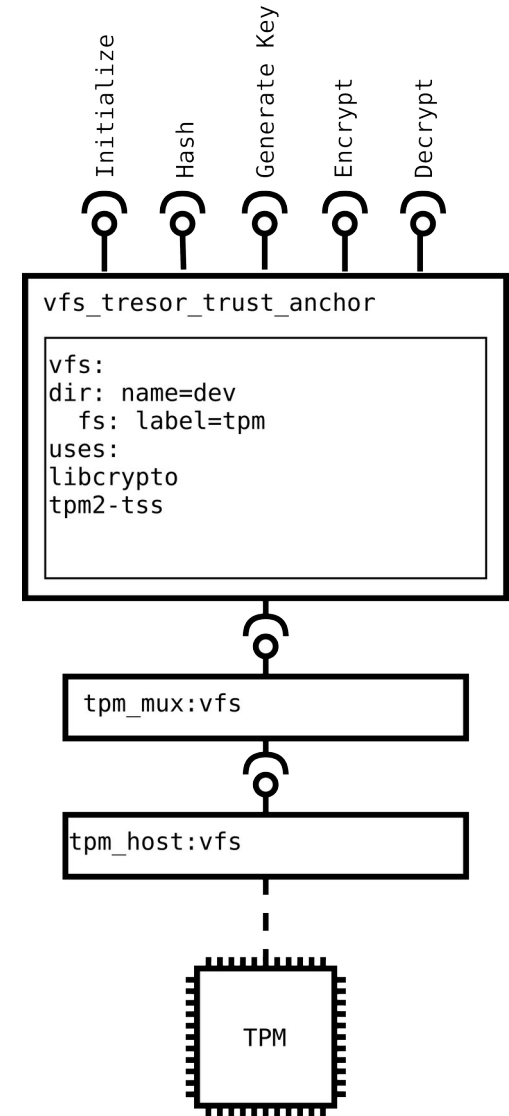 Initialize
Hash
Generate Key
Encrypt
Decrypt
vfs_tresor_trust_anchor
vfs:
dir: name=dev
  fs: label=tpm
uses:
libcrypto
tpm2-tss
tpm_mux:vfs
tpm_host:vfs
TPM